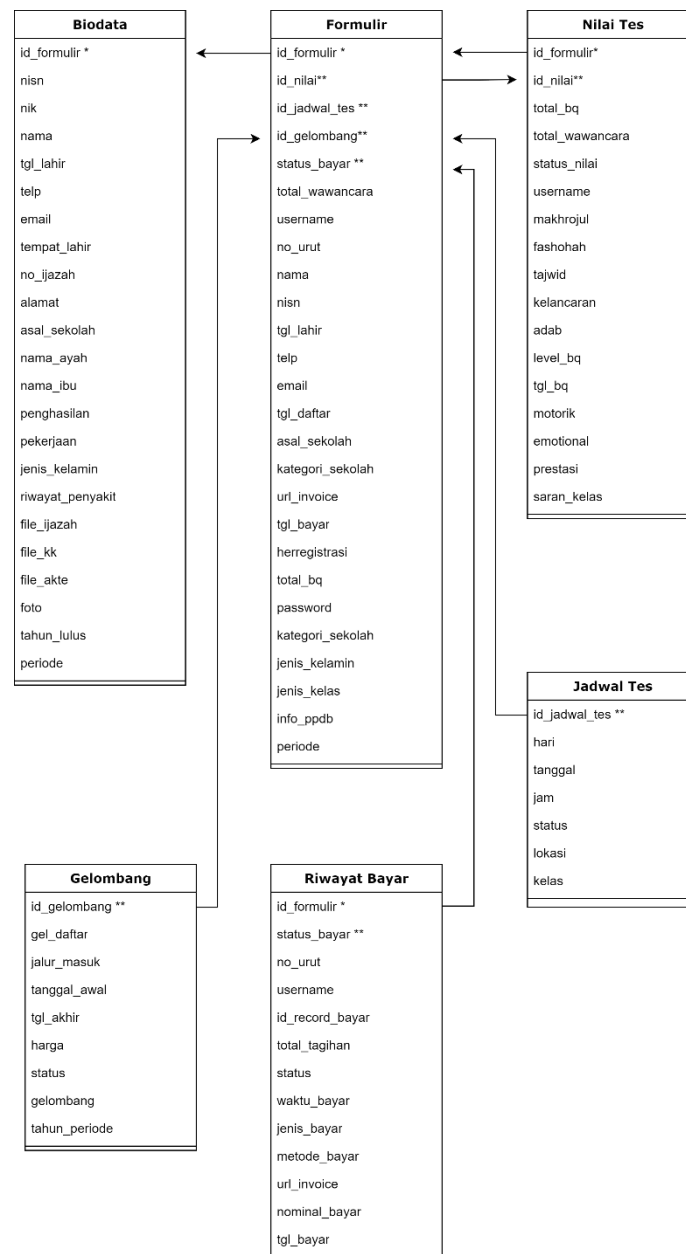 Biodata
id_formulir *
nisn
nik
nama
tgl_lahir
telp
email
tempat_lahir
no_ijazah
alamat
asal_sekolah
nama_ayah
nama_ibu
penghasilan
pekerjaan
jenis_kelamin
riwayat_penyakit
file_ijazah
file_kk
file_akte
foto
tahun_lulus
periode
Formulir
id_formulir *
id_nilai**
id_jadwal_tes **
id_gelombang**
status_bayar **
total_wawancara
username
no_urut
nama
nisn
tgl_lahir
telp
email
tgl_daftar
asal_sekolah
kategori_sekolah
url_invoice
tgl_bayar
herregistrasi
total_bq
password
kategori_sekolah
jenis_kelamin
jenis_kelas
info_ppdb
periode
Nilai Tes
id_formulir*
id_nilai**
total_bq
total_wawancara
status_nilai
username
makhrojul
fashohah
tajwid
kelancaran
adab
level_bq
tgl_bq
motorik
emotional
prestasi
saran_kelas
Jadwal Tes
id_jadwal_tes **
hari
tanggal
jam
status
lokasi
kelas
Gelombang
id_gelombang **
gel_daftar
jalur_masuk
tanggal_awal
tgl_akhir
harga
status
gelombang
tahun_periode
Riwayat Bayar
id_formulir *
status_bayar **
no_urut
username
id_record_bayar
total_tagihan
status
waktu_bayar
jenis_bayar
metode_bayar
url_invoice
nominal_bayar
tgl_bayar